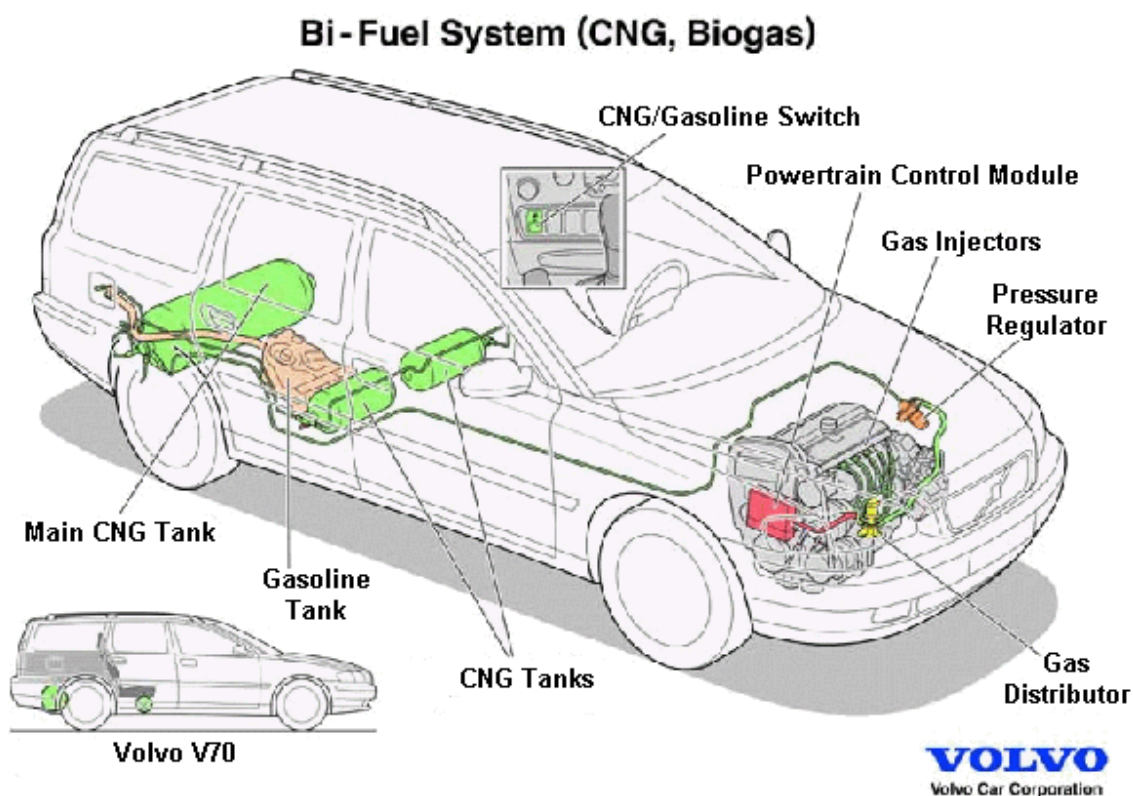 Bi-Fuel System (CNG, Biogas)
CNG/Gasoline Switch
Powertrain Control Module
Gas Injectors
Pressure
Regulator
Main CNG Tank
Gasoline
Tank
CNG Tanks
Gas
Distributor
Volvo V70
VOLVO
Volvo Car Corporation